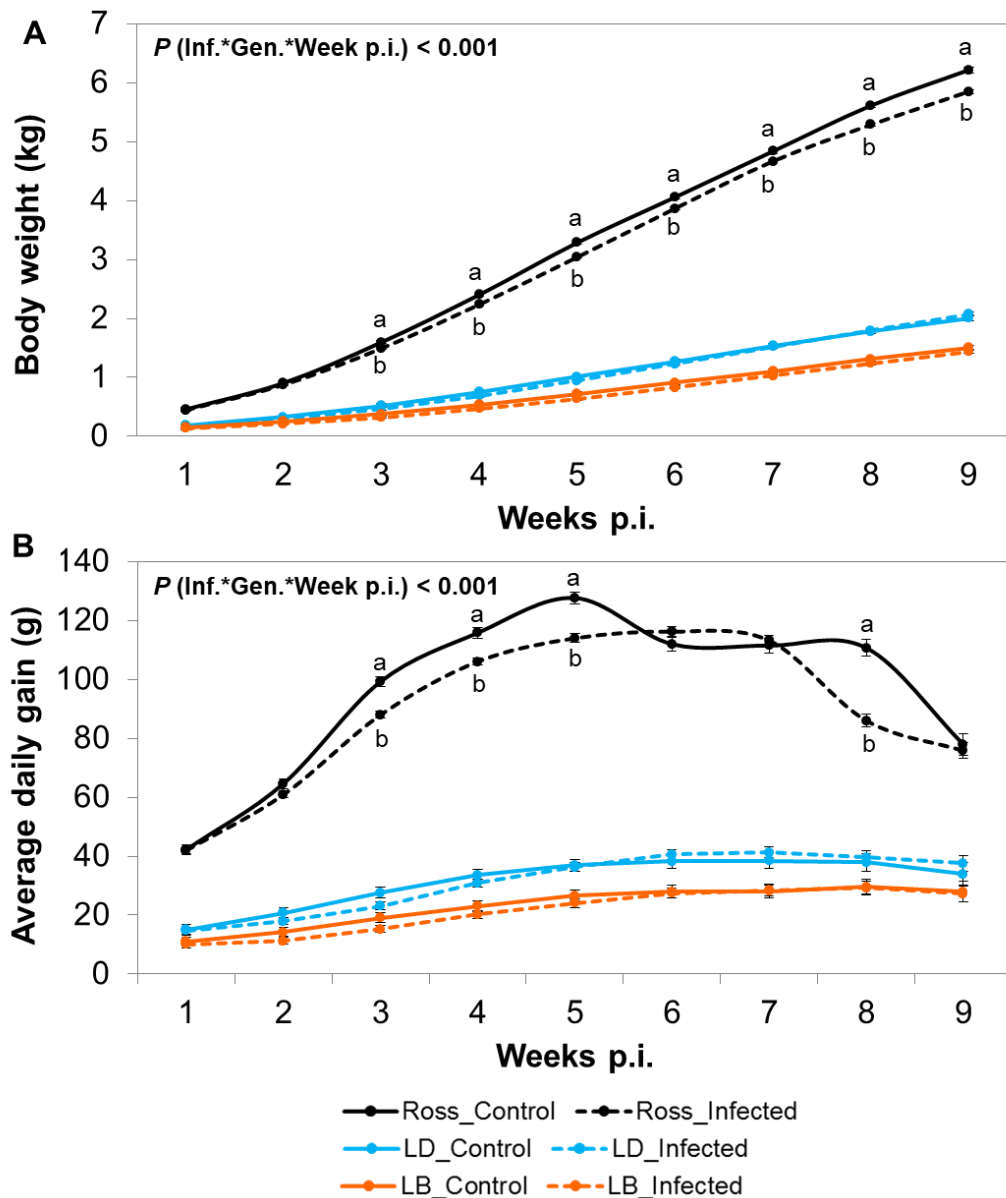 A
P (Inf.*Gen.*Week p.i.) < 0.001
Body weight (kg)
7
6
5
4
3
2
1
0
a
a
a
a
a
a
a
b
b
b
b
b
b
b
1 2 3 4 5 6 7 8 9
Weeks p.i.
B
P (Inf.*Gen.*Week p.i.) < 0.001
Average daily gain (g)
140
120
100
80
60
40
20
0
a
a
a
a
b
b
b
b
1 2 3 4 5 6 7 8 9
Weeks p.i.
Ross_Control Ross_Infected
LD_Control LD_Infected
LB_Control LB_Infected